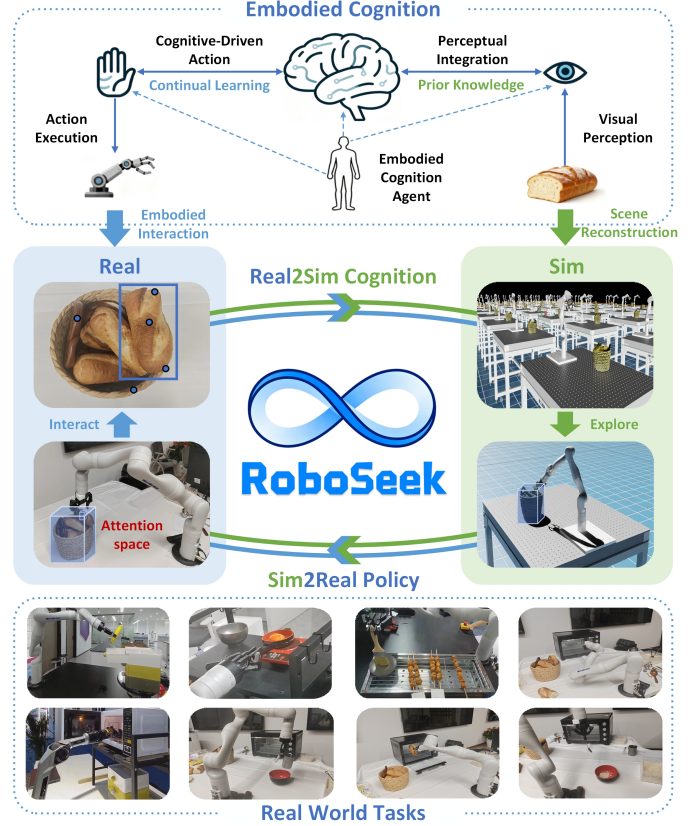 Embodied Cognition
Cognitive-Driven
Action
Continual Learning
Perceptual
Integration
Prior Knowledge
Action
Execution
Visual
Perception
Embodied
Cognition
Agent
Embodied
Interaction
Scene
Reconstruction
Real
Real2Sim Cognition
Sim
Interact
Explore
RoboSeek
Attention
space
Sim2Real Policy
Real World Tasks